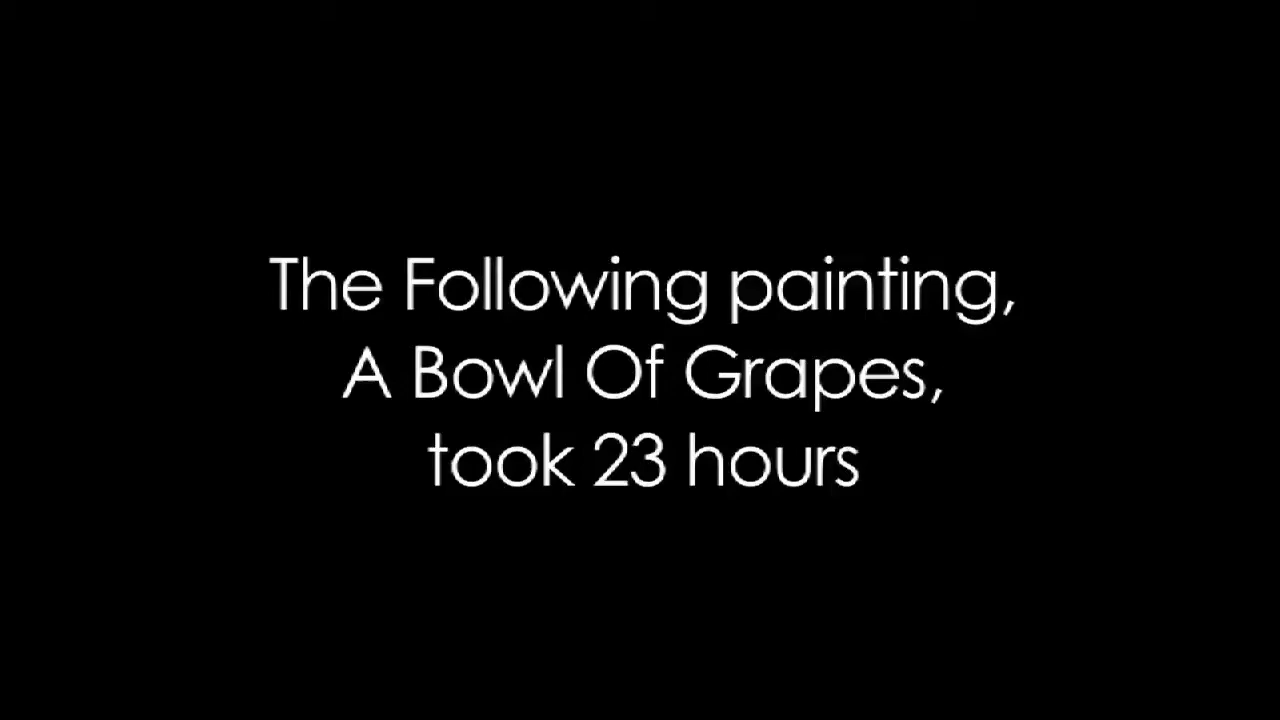 The Following painting,
A Bowl Of Grapes,
took 23 hours